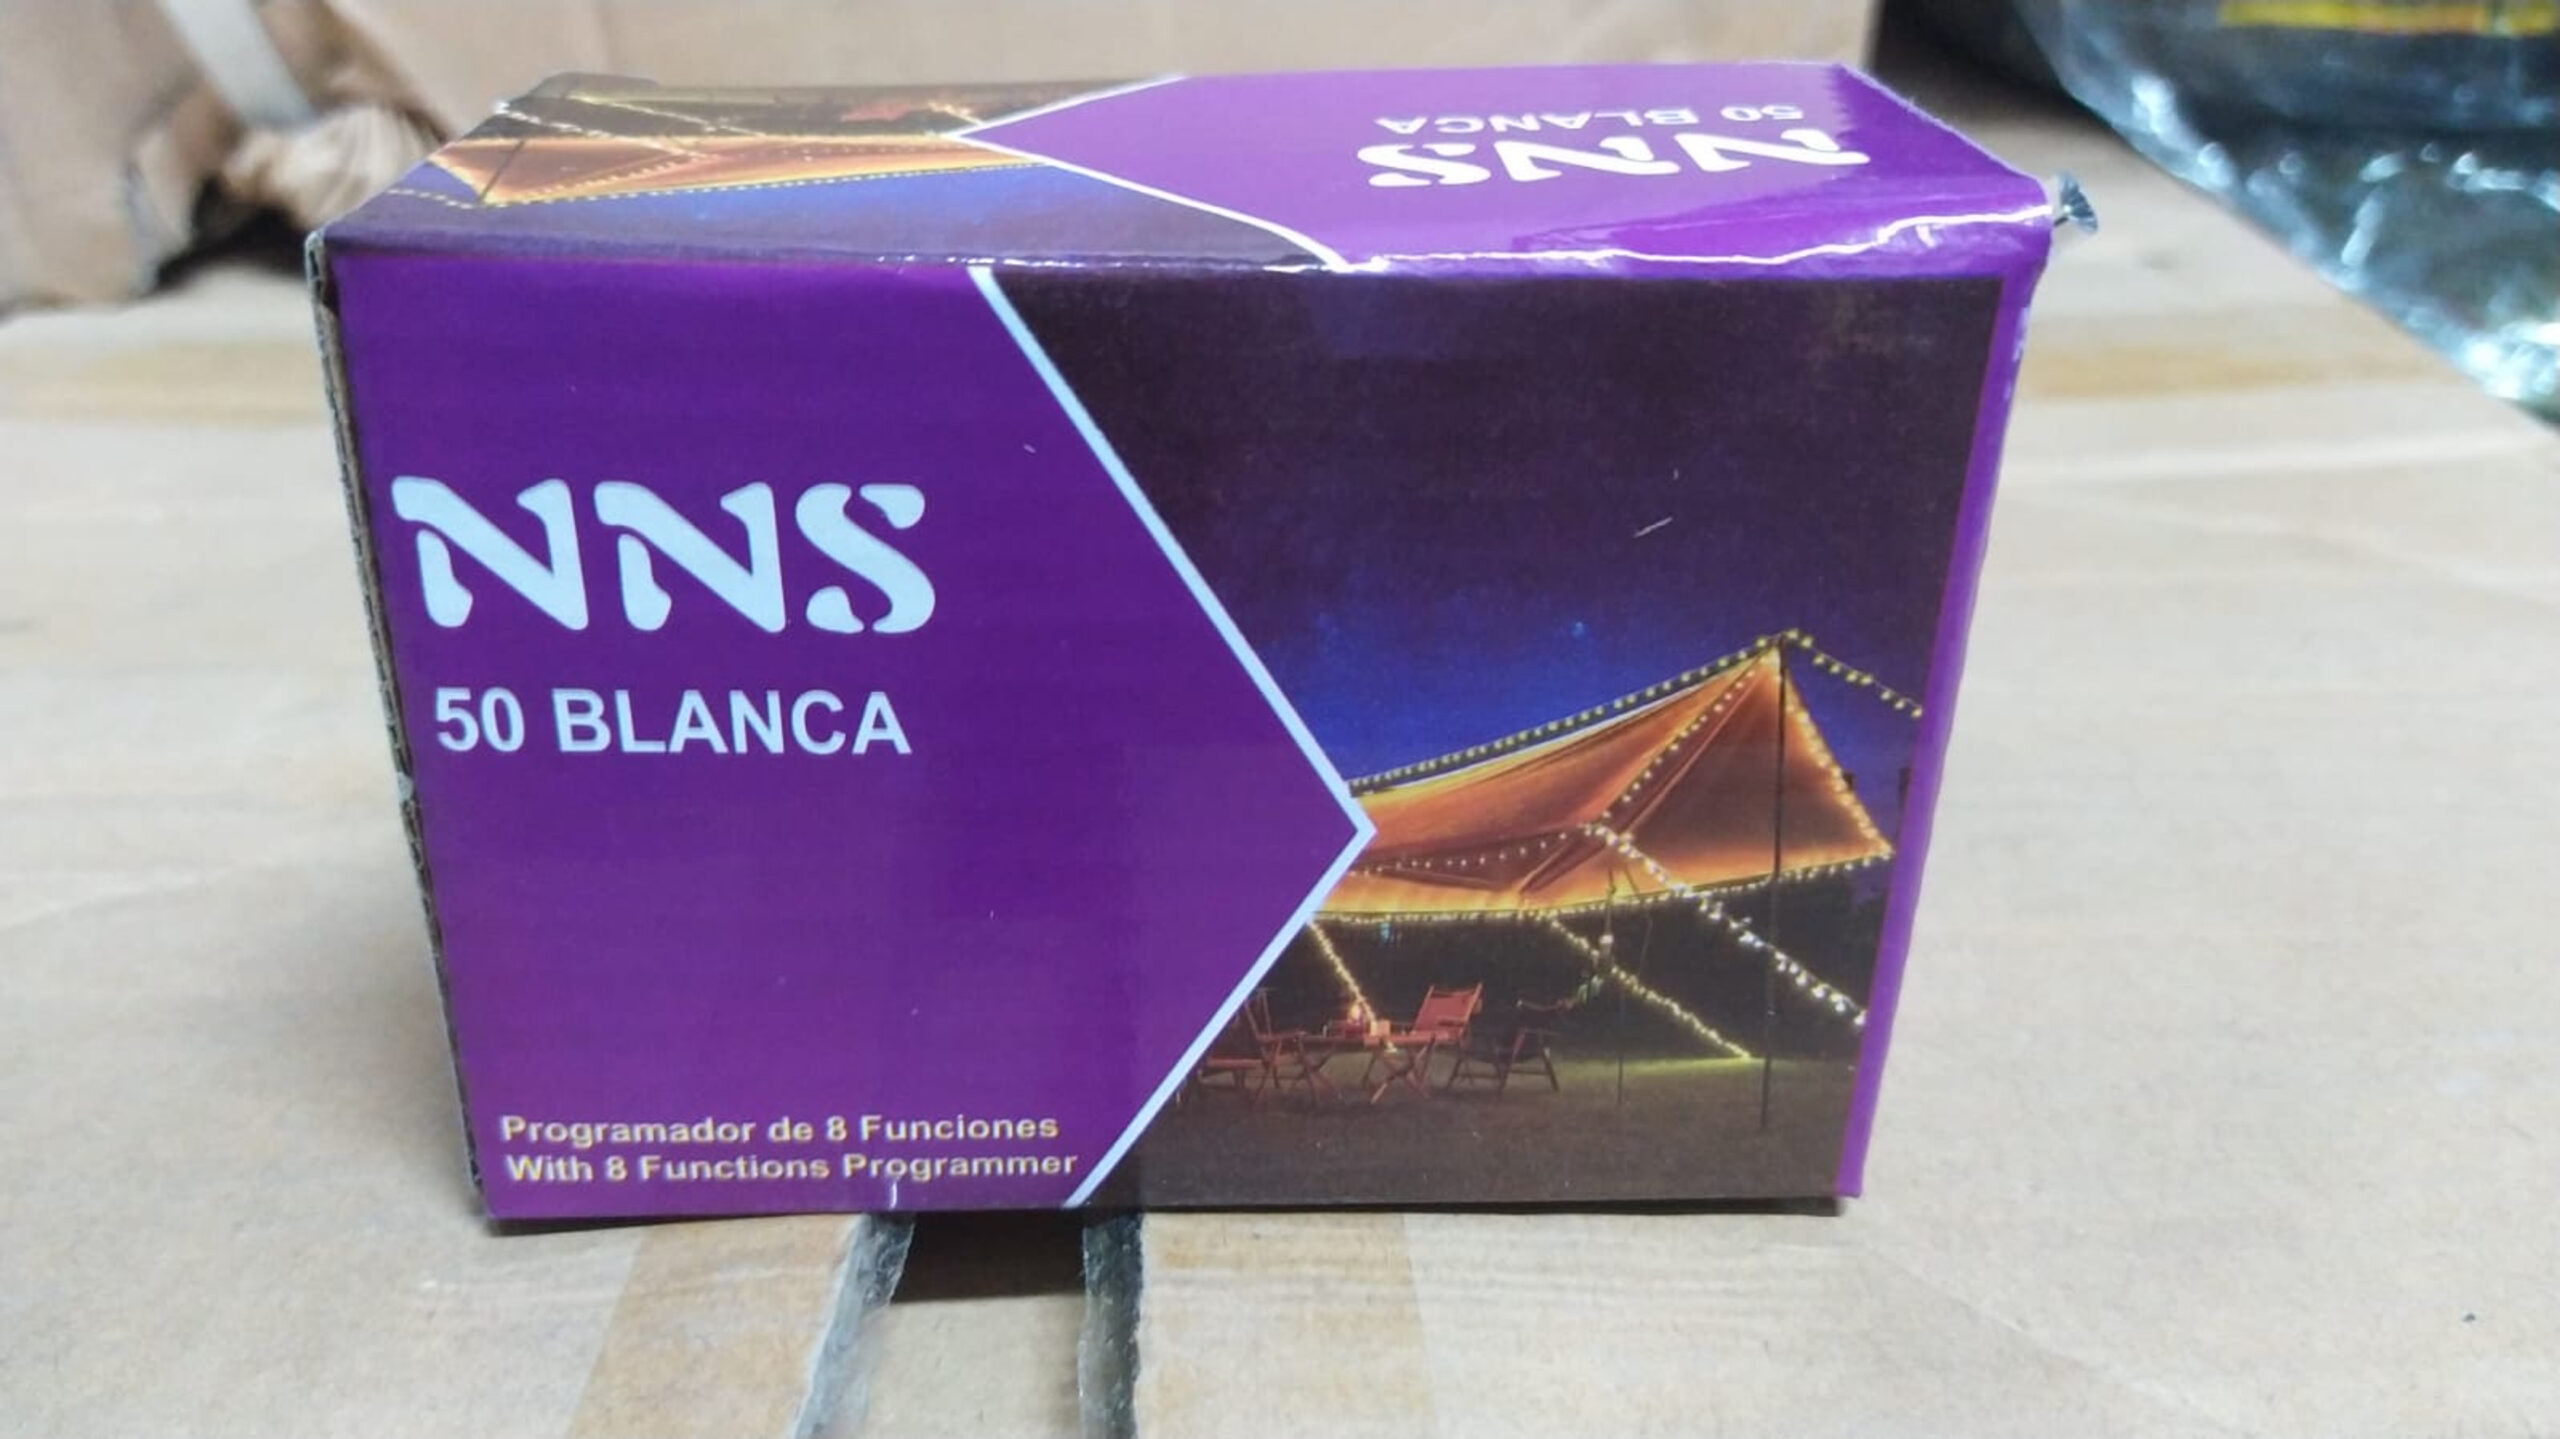 NNS
50 BLANCA
NNS
50 BLANCA
Programador de 8 Funciones
With 8 Functions Programmer